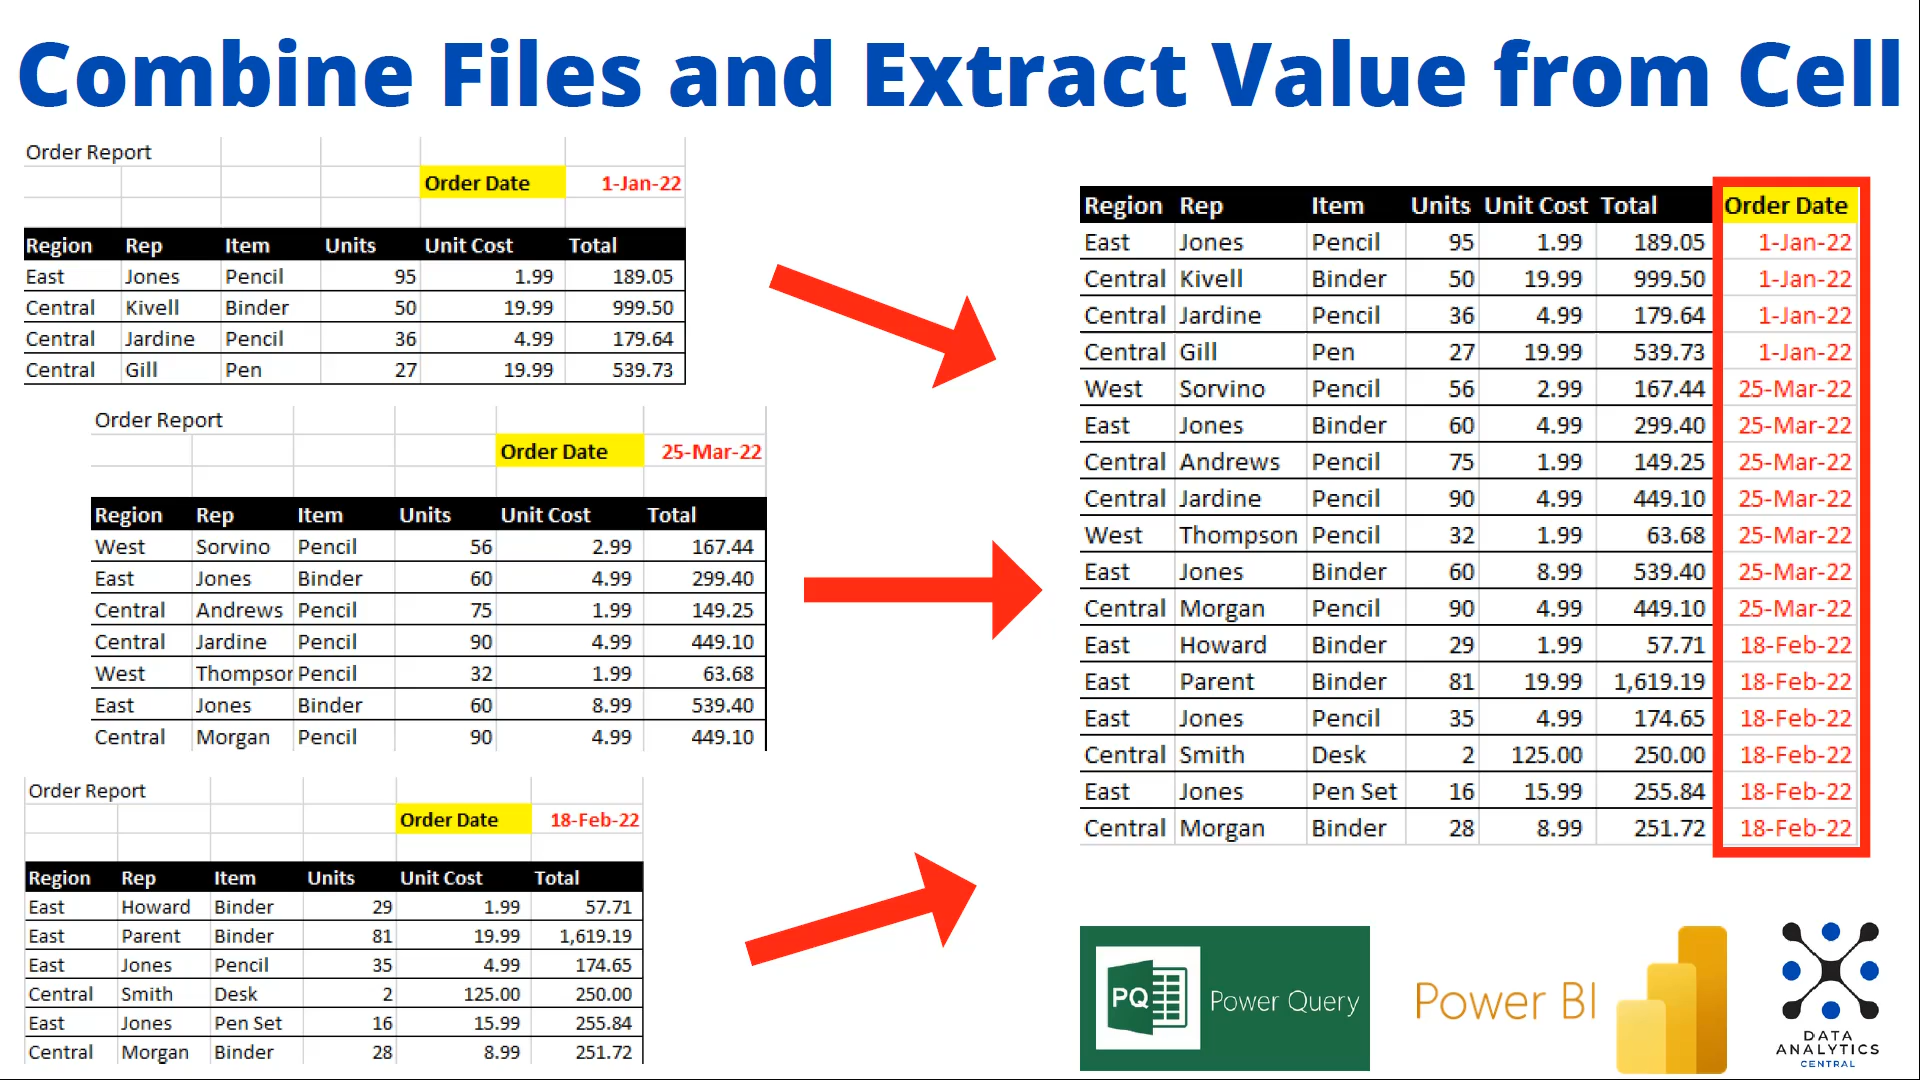 Combine Files and Extract Value from Cell
Order Report
Order Date 1-Jan-22
Region Rep Item Units Unit Cost Total
East Jones Pencil 95 1.99 189.05
Central Kivell Binder 50 19.99 999.50
Central Jardine Pencil 36 4.99 179.64
Central Gill Pen 27 19.99 539.73
Order Report
Order Date 25-Mar-22
Region Rep Item Units Unit Cost Total
West Sorvino Pencil 56 2.99 167.44
East Jones Binder 60 4.99 299.40
Central Andrews Pencil 75 1.99 149.25
Central Jardine Pencil 90 4.99 449.10
West Thompsor Pencil 32 1.99 63.68
East Jones Binder 60 8.99 539.40
Central Morgan Pencil 90 4.99 449.10
Order Report
Order Date 18-Feb-22
Region Rep Item Units Unit Cost Total
East Howard Binder 29 1.99 57.71
East Parent Binder 81 19.99 1,619.19
East Jones Pencil 35 4.99 174.65
Central Smith Desk 2 125.00 250.00
East Jones Pen Set 16 15.99 255.84
Central Morgan Binder 28 8.99 251.72
Region Rep Item Units Unit Cost Total Order Date
East Jones Pencil 95 1.99 189.05 1-Jan-22
Central Kivell Binder 50 19.99 999.50 1-Jan-22
Central Jardine Pencil 36 4.99 179.64 1-Jan-22
Central Gill Pen 27 19.99 539.73 1-Jan-22
West Sorvino Pencil 56 2.99 167.44 25-Mar-22
East Jones Binder 60 4.99 299.40 25-Mar-22
Central Andrews Pencil 75 1.99 149.25 25-Mar-22
Central Jardine Pencil 90 4.99 449.10 25-Mar-22
West Thompson Pencil 32 1.99 63.68 25-Mar-22
East Jones Binder 60 8.99 539.40 25-Mar-22
Central Morgan Pencil 90 4.99 449.10 25-Mar-22
East Howard Binder 29 1.99 57.71 18-Feb-22
East Parent Binder 81 19.99 1,619.19 18-Feb-22
East Jones Pencil 35 4.99 174.65 18-Feb-22
Central Smith Desk 2 125.00 250.00 18-Feb-22
East Jones Pen Set 16 15.99 255.84 18-Feb-22
Central Morgan Binder 28 8.99 251.72 18-Feb-22
PQ Power Query
Power BI
DATA
ANALYTICS
CENTRAL